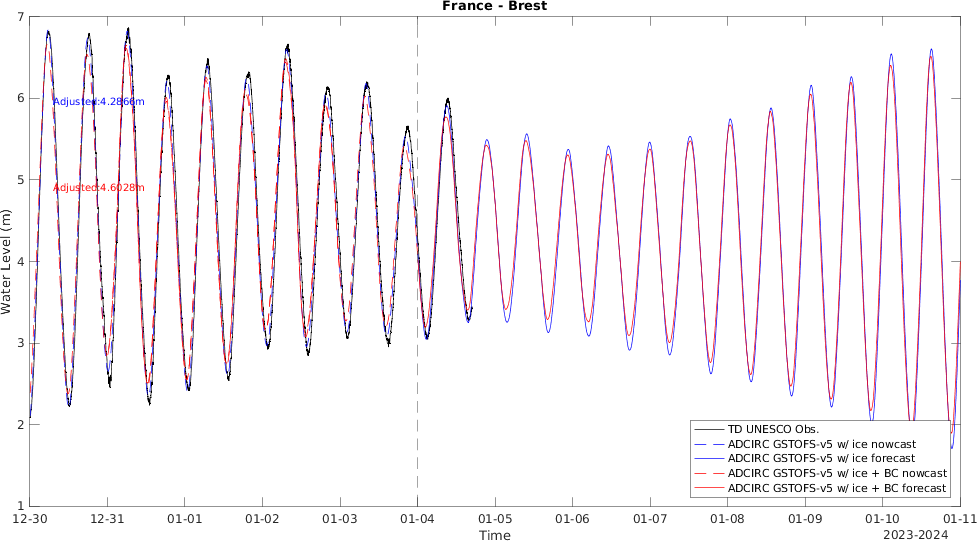 France - Brest
Water Level (m)
7
6
5
4
3
2
1
Adjusted:4.2866m
Adjusted:4.6028m
TD UNESCO Obs.
ADCIRC GSTOFS-v5 w/ ice nowcast
ADCIRC GSTOFS-v5 w/ ice forecast
ADCIRC GSTOFS-v5 w/ ice + BC nowcast
ADCIRC GSTOFS-v5 w/ ice + BC forecast
12-30 12-31 01-01 01-02 01-03 01-04 01-05 01-06 01-07 01-08 01-09 01-10 01-11
Time
2023-2024